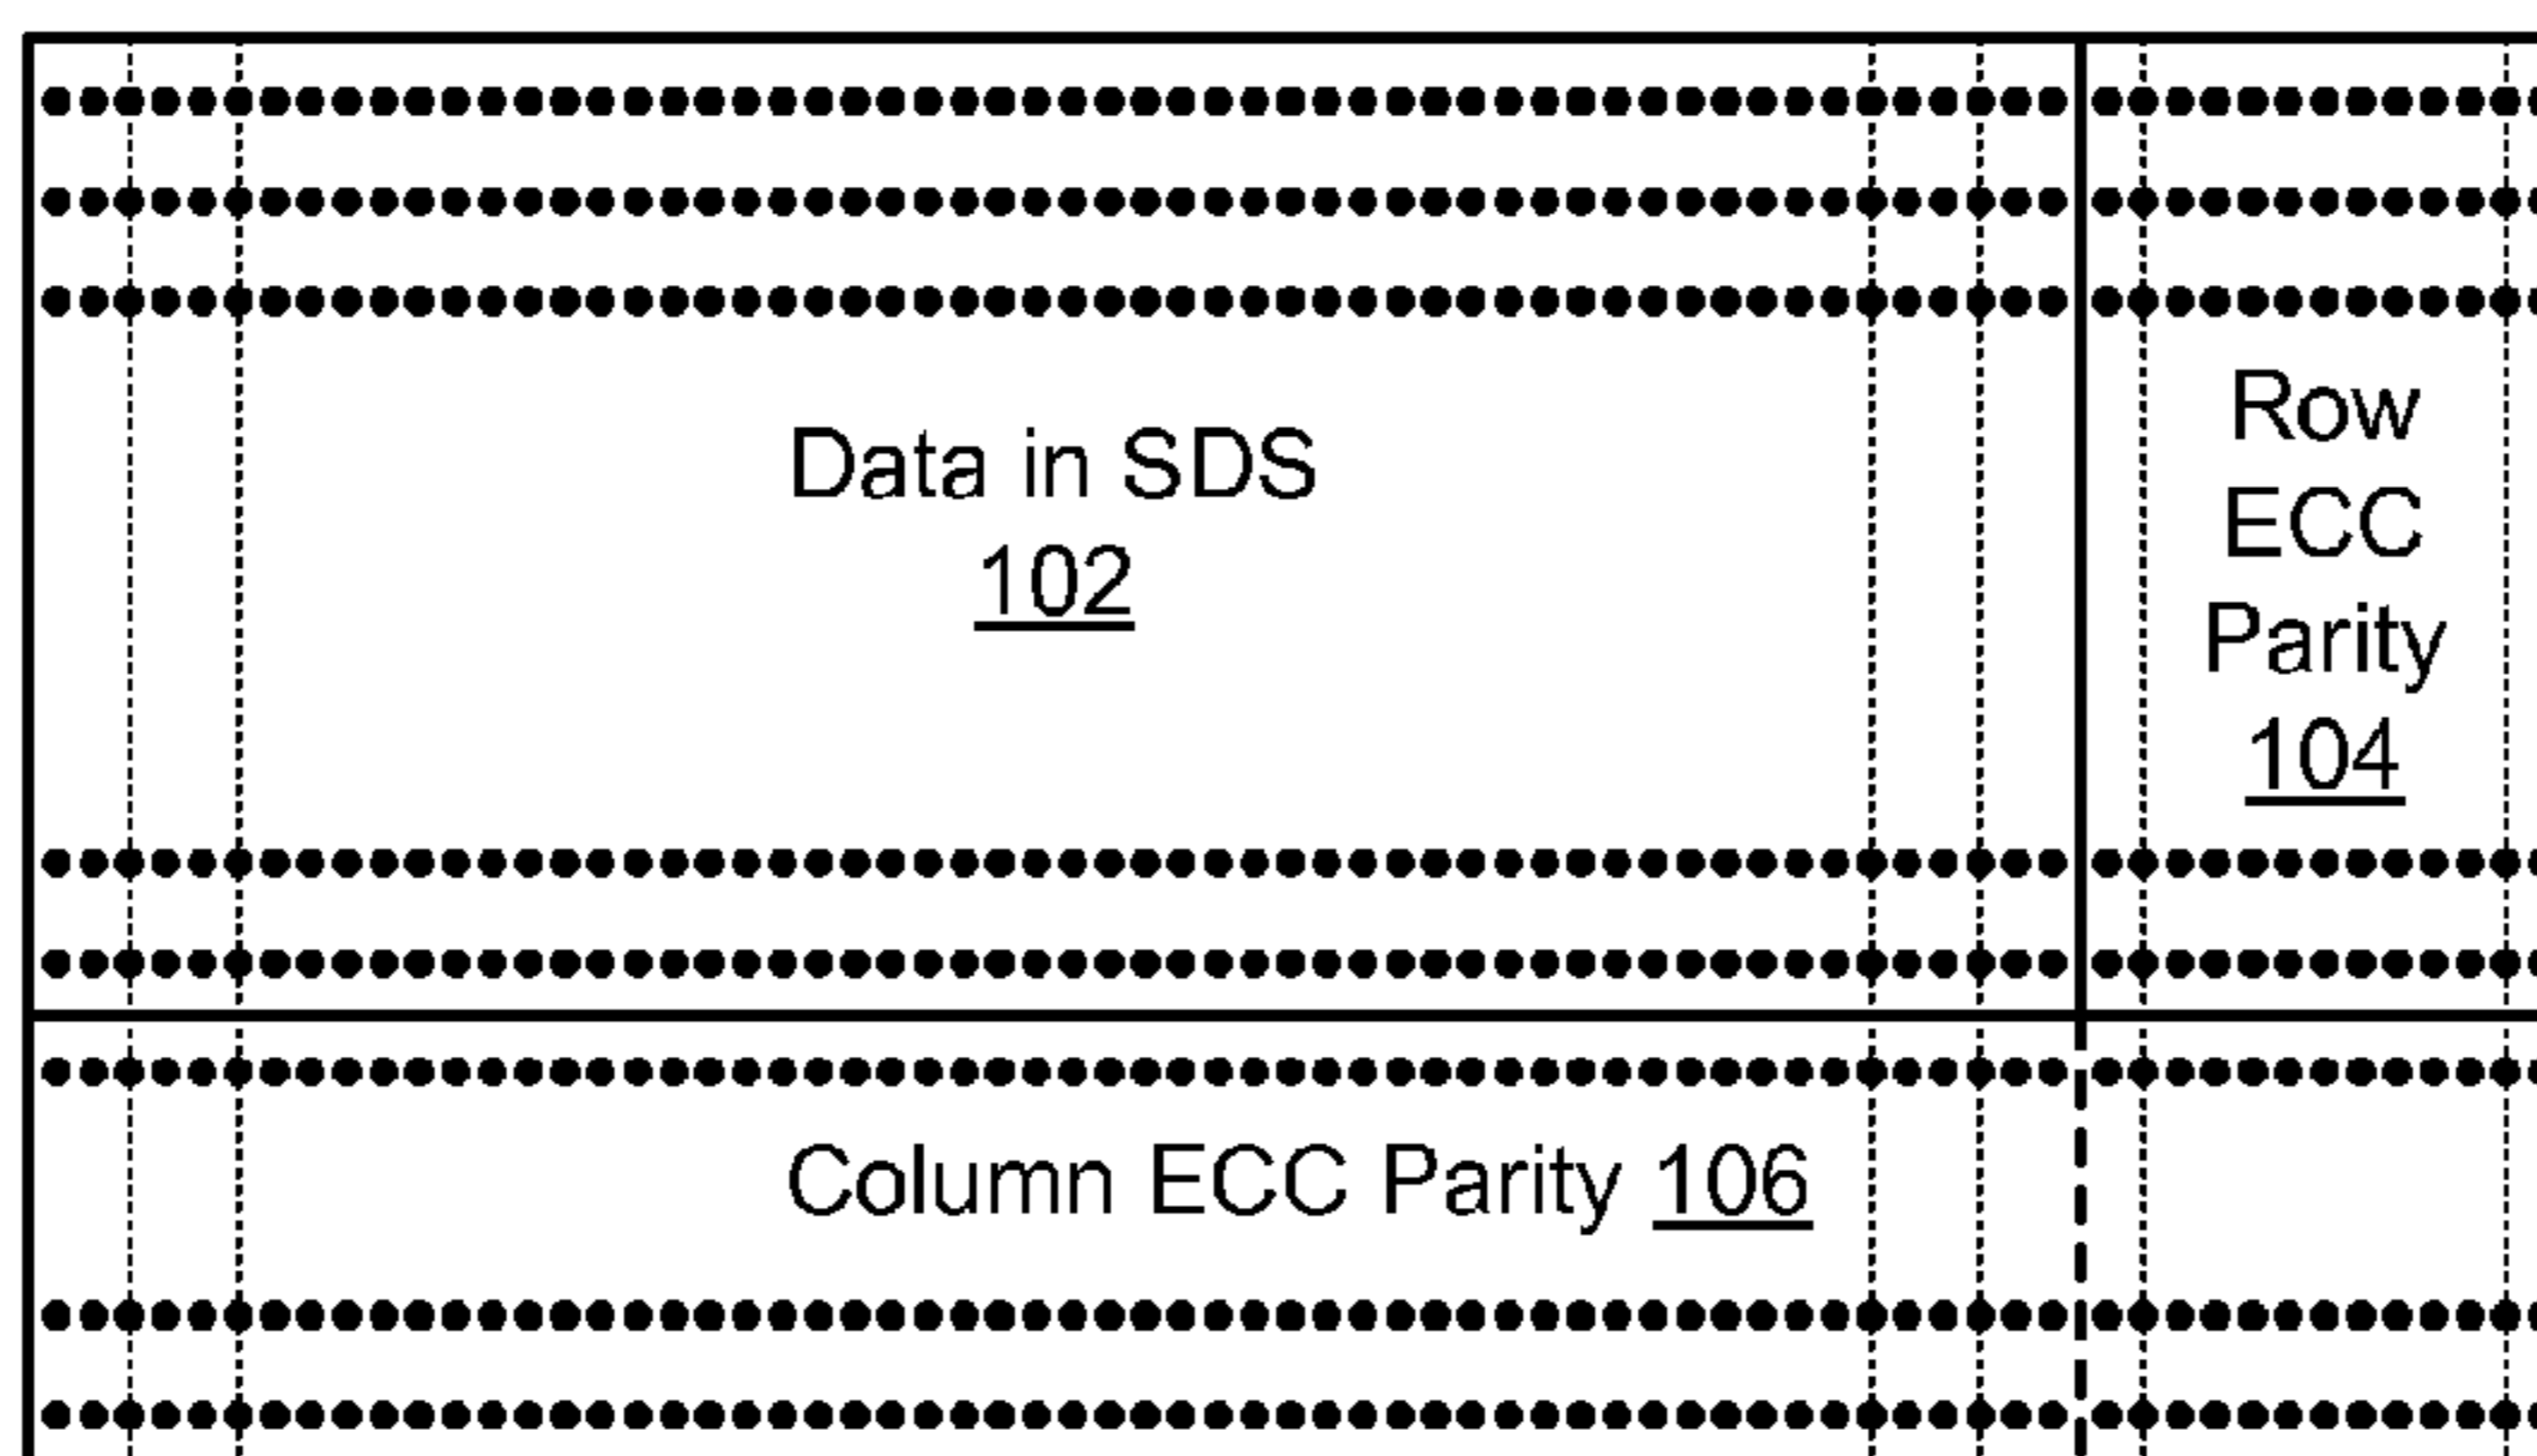 Data in SDS
102
Row
ECC
Parity
104
Column ECC Parity 106